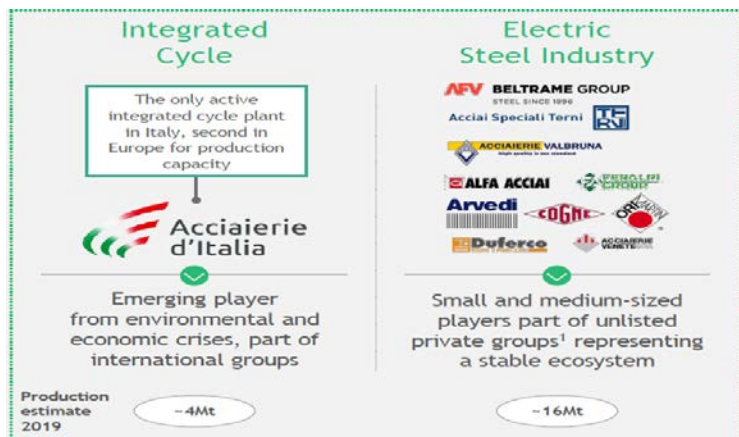 Integrated
Cycle
The only active
integrated cycle plant
in Italy, second in
Europe for production
capacity
Acciaierie
d'Italia
Emerging player
from environmental and
economic crises, part of
international groups
Electric
Steel Industry
AFV BELTRAME GROUP
STEEL SINCE 1896
Acciai Speciali Terni
ACCIAIERIE VALBRUNA
ALFA ACCIAI
FERALPI
GROUP
Arvedi
COGNE
ORI MARTIN
Duferco
ACCIAIERIE
VENETE
Small and medium-sized
players part of unlisted
private groups¹ representing
a stable ecosystem
Production
estimate
2019
~4Mt
~16Mt